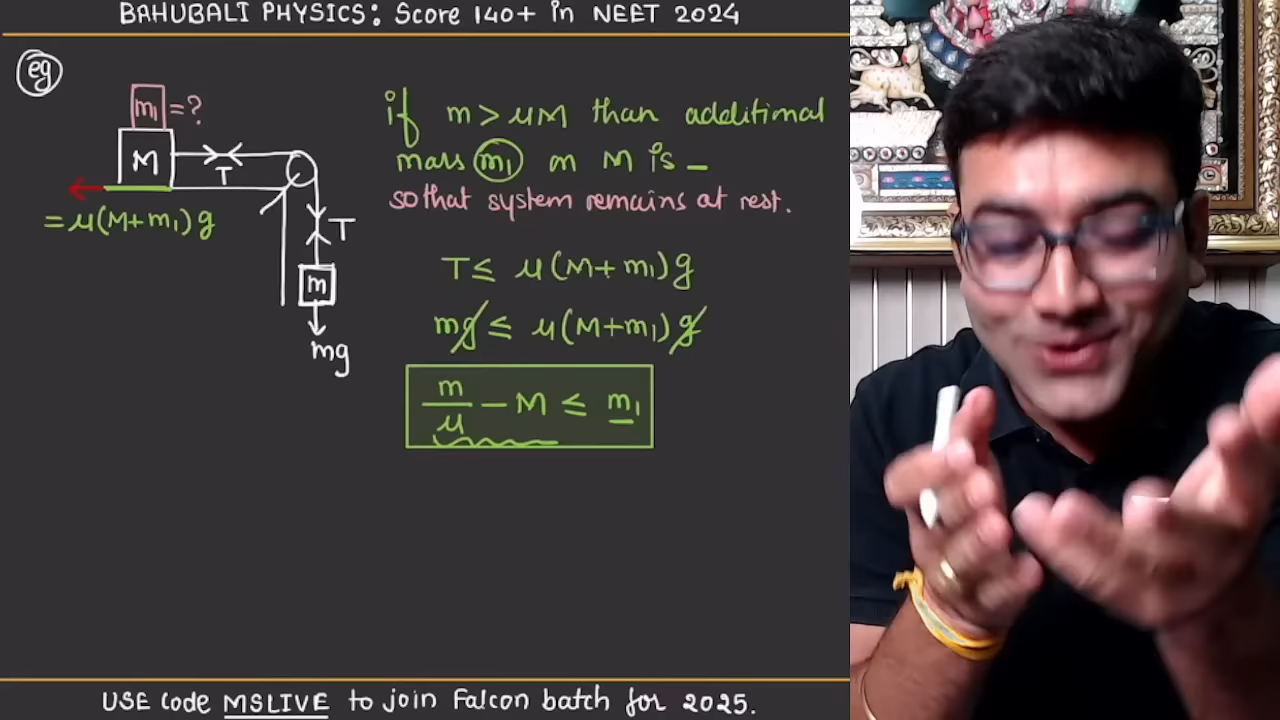 BAHUBALI PHYSICS: Score 140+ in NEET 2024
eg
m₁ = ?
M
T
= μ(M+m₁)g
T
m
mg
if m > μM than additional
mass m₁ on M is –
so that system remains at rest.
T ≤ μ(M+m₁)g
mg ≤ μ(M+m₁)g
m/μ – M ≤ m₁
USE Code MSLIVE to join Falcon batch for 2025.